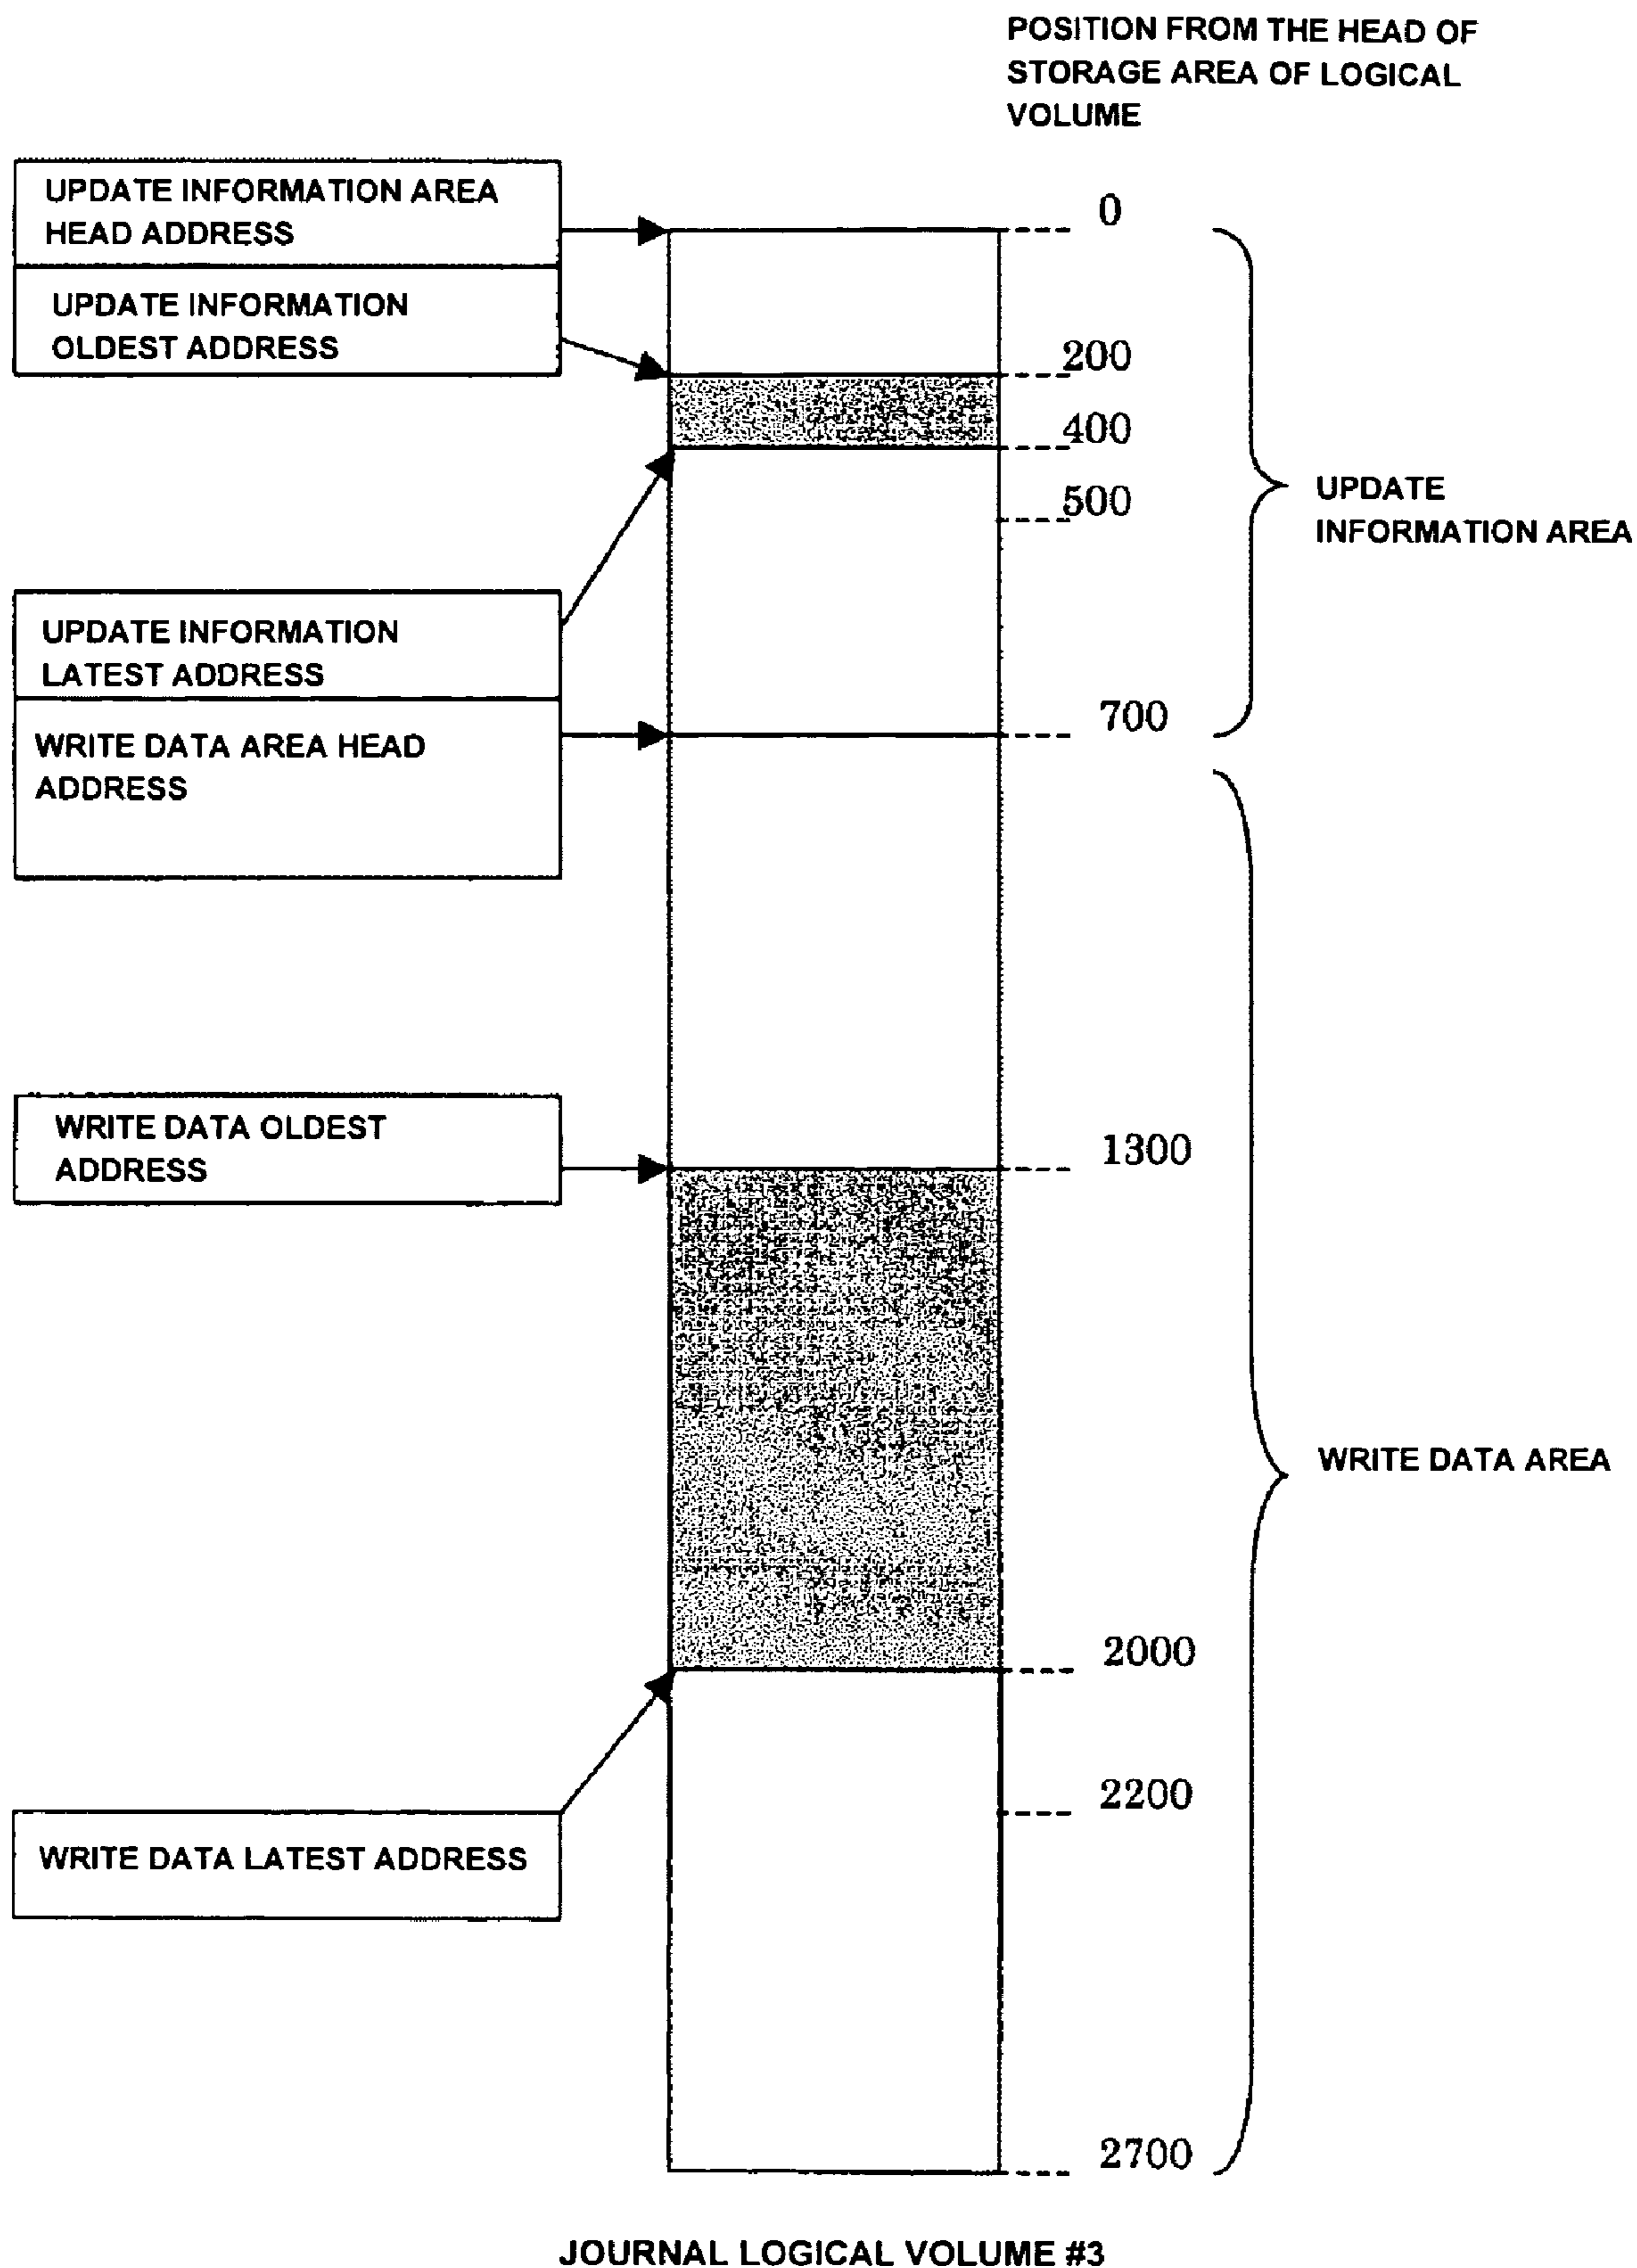 POSITION FROM THE HEAD OF
STORAGE AREA OF LOGICAL
VOLUME
UPDATE INFORMATION AREA
HEAD ADDRESS
0
UPDATE INFORMATION
OLDEST ADDRESS
200
400
500
UPDATE
INFORMATION AREA
UPDATE INFORMATION
LATEST ADDRESS
700
WRITE DATA AREA HEAD
ADDRESS
WRITE DATA OLDEST
ADDRESS
1300
WRITE DATA AREA
2000
2200
WRITE DATA LATEST ADDRESS
2700
JOURNAL LOGICAL VOLUME #3